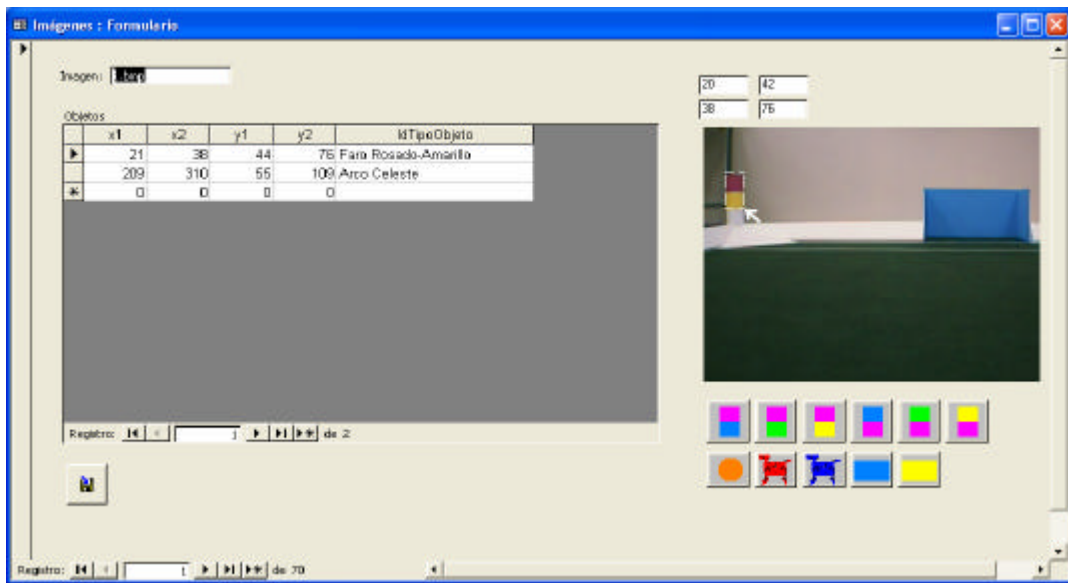 Imágenes : Formulario
Imagen: 1.bmp
20 42
38 76
Objetos
x1 x2 y1 y2 IdTipoObjeto
21 38 44 76 Faro Rosado-Amarillo
209 310 55 109 Arco Celeste
0 0 0 0
Registro: 1 de 2
Registro: 1 de 70